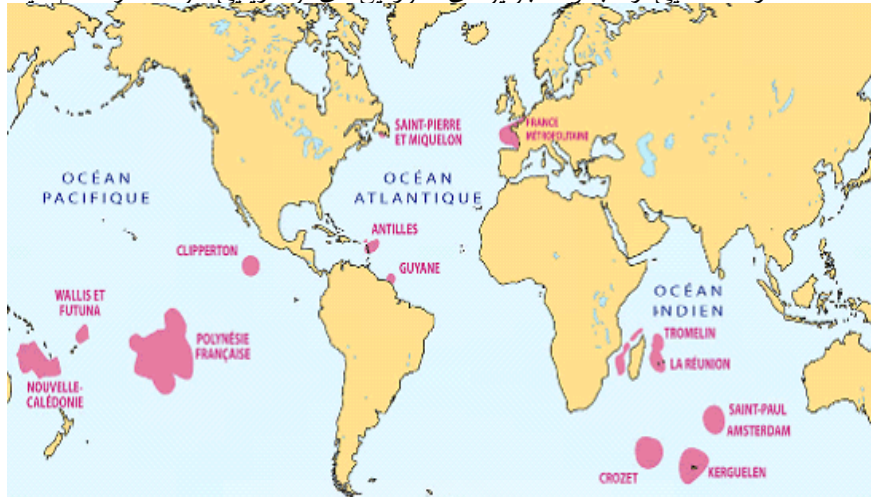 SAINT-PIERRE
ET MIQUELON
FRANCE
MÉTROPOLITAINE
OCÉAN
PACIFIQUE
OCÉAN
ATLANTIQUE
ANTILLES
CLIPPERTON
GUYANE
WALLIS ET
FUTUNA
OCÉAN
INDIEN
TROMELIN
POLYNÉSIE
FRANÇAISE
LA RÉUNION
NOUVELLE-
CALÉDONIE
SAINT-PAUL
AMSTERDAM
CROZET
KERGUELEN